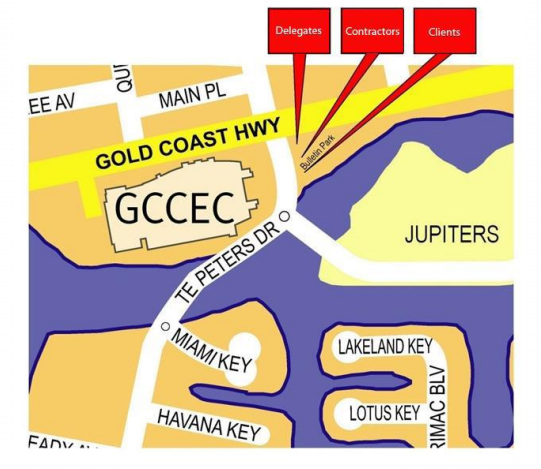 Delegates
Contractors
Clients
QU
EE AV
MAIN PL
GOLD COAST HWY
Bulletin Park
GCCEC
JUPITERS
TE PETERS DR
MIAMI KEY
LAKELAND KEY
HAVANA KEY
LOTUS KEY
RIMAC BLV
EADY AV